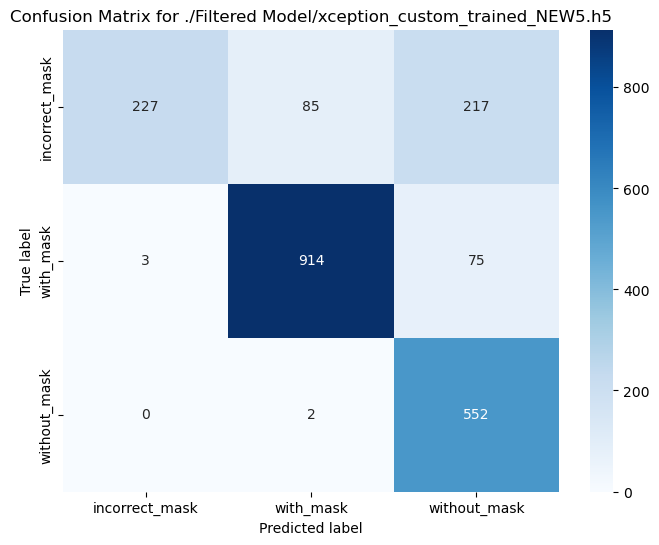 Confusion Matrix for ./Filtered Model/xception_custom_trained_NEW5.h5
True label
incorrect_mask
227 85 217
with_mask
3 914 75
without_mask
0 2 552
incorrect_mask with_mask without_mask
Predicted label
800
600
400
200
0